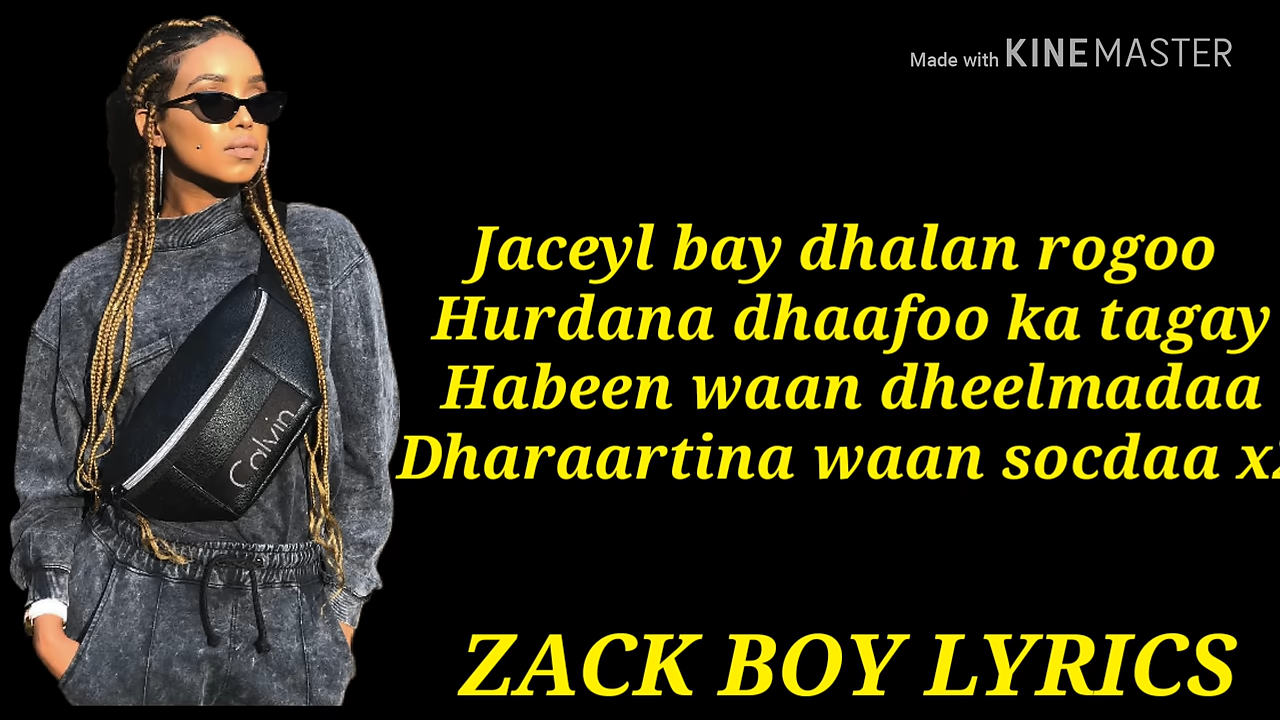 Made with KINEMASTER
Jaceyl bay dhalan rogoo
Hurdana dhaafoo ka tagay
Habeen waan dheelmadaa
Dharaartina waan socdaa
Calvin
ZACK BOY LYRICS